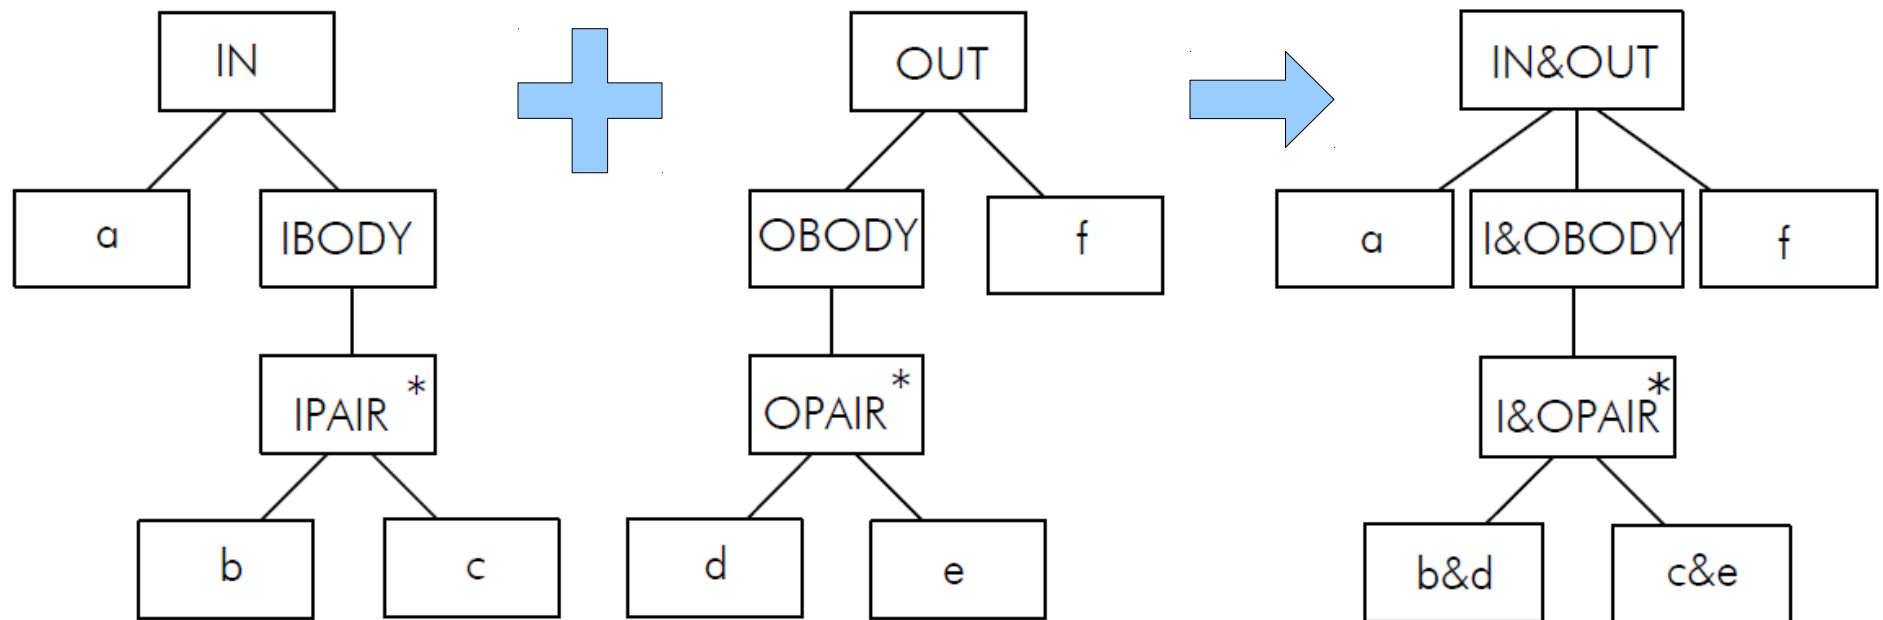 IN
OUT
IN&OUT
a
IBODY
OBODY
f
a
I&OBODY
f
IPAIR *
OPAIR *
I&OPAIR *
b
c
d
e
b&d
c&e